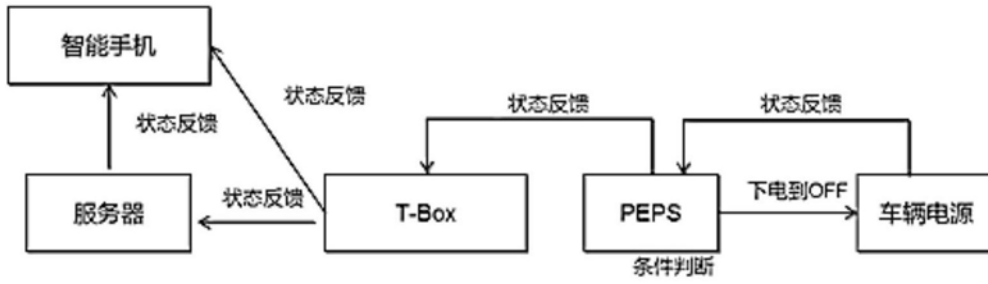 智能手机
状态反馈
状态反馈
状态反馈
状态反馈
状态反馈
服务器
T-Box
PEPS
下电到OFF
车辆电源
条件判断